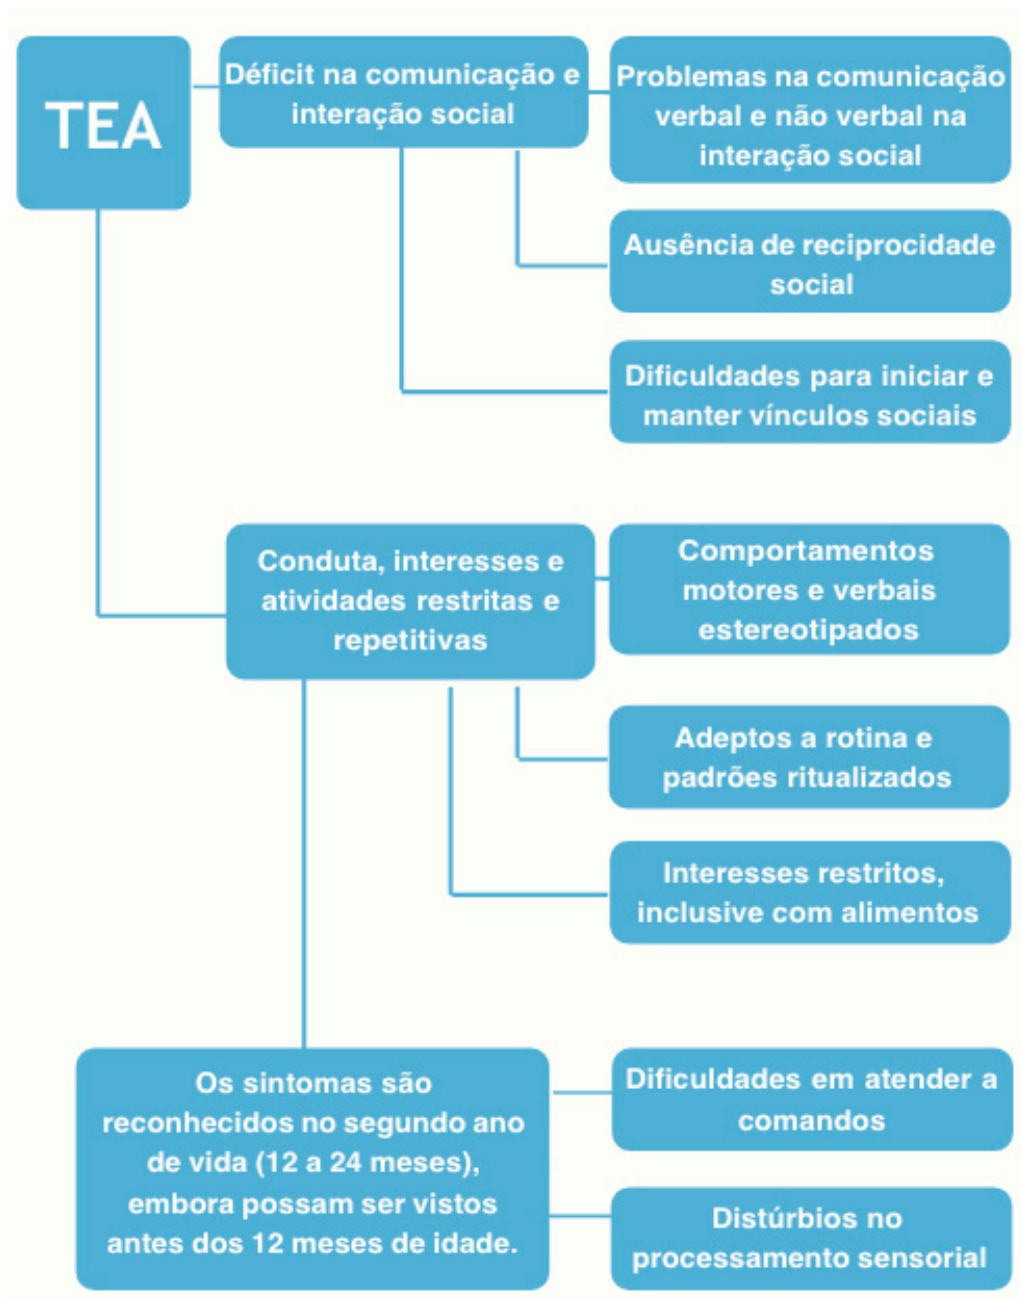 TEA
Déficit na comunicação e
interação social
Problemas na comunicação
verbal e não verbal na
interação social
Ausência de reciprocidade
social
Dificuldades para iniciar e
manter vínculos sociais
Conduta, interesses e
atividades restritas e
repetitivas
Comportamentos
motores e verbais
estereotipados
Adeptos a rotina e
padrões ritualizados
Interesses restritos,
inclusive com alimentos
Os sintomas são
reconhecidos no segundo ano
de vida (12 a 24 meses),
embora possam ser vistos
antes dos 12 meses de idade.
Dificuldades em atender a
comandos
Distúrbios no
processamento sensorial